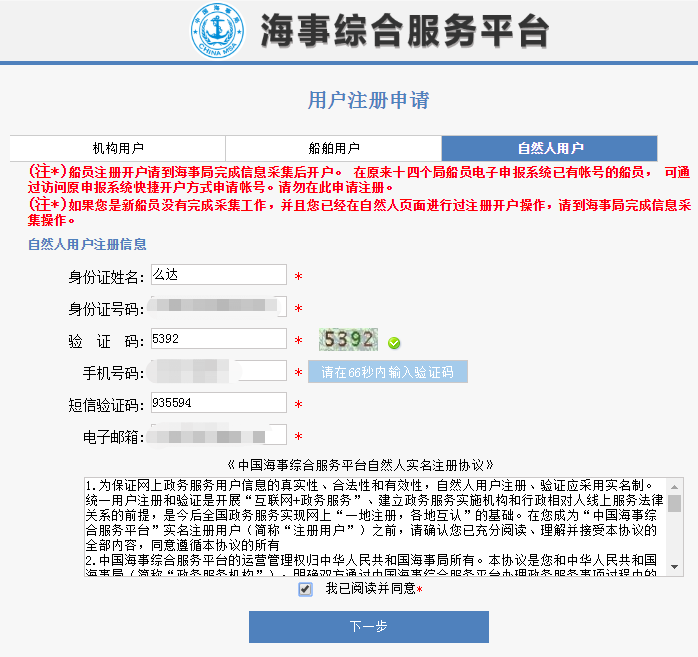 中国海事局
CHINA MSA
海事综合服务平台
用户注册申请
机构用户 船舶用户 自然人用户
(注*)船员注册开户请到海事局完成信息采集后开户。 在原来十四个局船员电子申报系统已有帐号的船员， 可通
过访问原申报系统快捷开户方式申请帐号。请勿在此申请注册。
(注*)如果您是新船员没有完成采集工作，并且您已经在自然人页面进行过注册开户操作，请到海事局完成信息采
集操作。
自然人用户注册信息
身份证姓名: 么达 *
身份证号码: *
验 证 码: 5392 * 5392
手机号码: * 请在66秒内输入验证码
短信验证码: 935594 *
电子邮箱: *
《中国海事综合服务平台自然人实名注册协议》
1.为保证网上政务服务用户信息的真实性、合法性和有效性，自然人用户注册、验证应采用实名制。
统一用户注册和验证是开展“互联网+政务服务”、建立政务服务实施机构和行政相对人线上服务法律
关系的前提，是今后全国政务服务实现网上“一地注册，各地互认”的基础。在您成为“中国海事综
合服务平台”实名注册用户（简称“注册用户”）之前，请确认您已充分阅读、理解并接受本协议的
全部内容，同意遵循本协议的所有
2.中国海事综合服务平台的运营管理权归中华人民共和国海事局所有。本协议是您和中华人民共和国
海事局（简称“政务服务机构”），明确双方通过中国海事综合服务平台办理政务服务事项过程中的
我已阅读并同意*
下一步